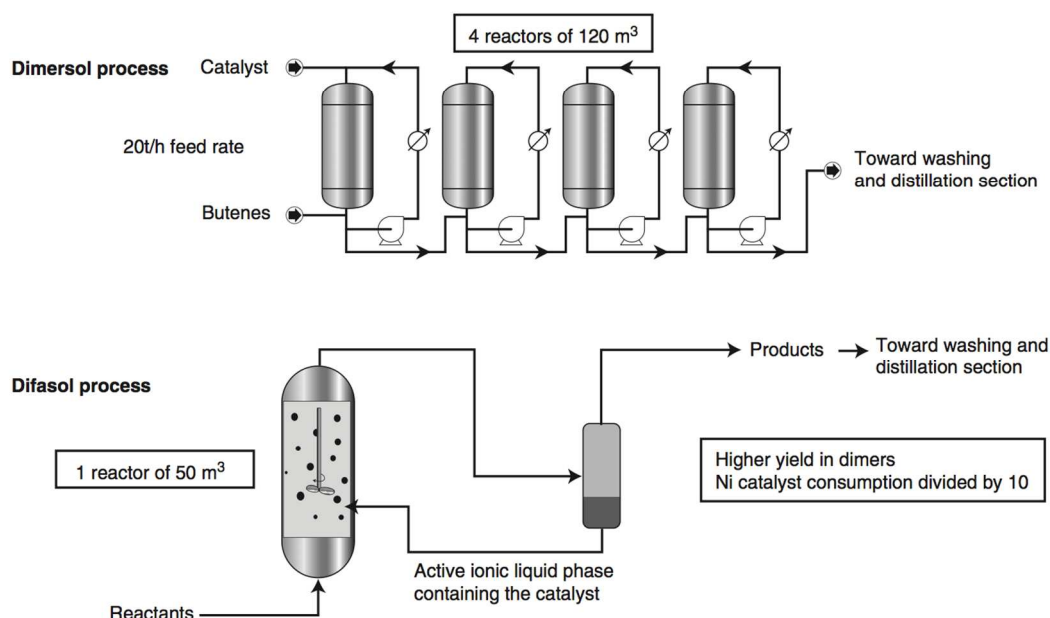 4 reactors of 120 m³
Dimersol process
Catalyst
20t/h feed rate
Toward washing
and distillation section
Butenes
Products
Toward washing and
distillation section
Difasol process
1 reactor of 50 m³
Higher yield in dimers
Ni catalyst consumption divided by 10
Active ionic liquid phase
containing the catalyst
Reactants